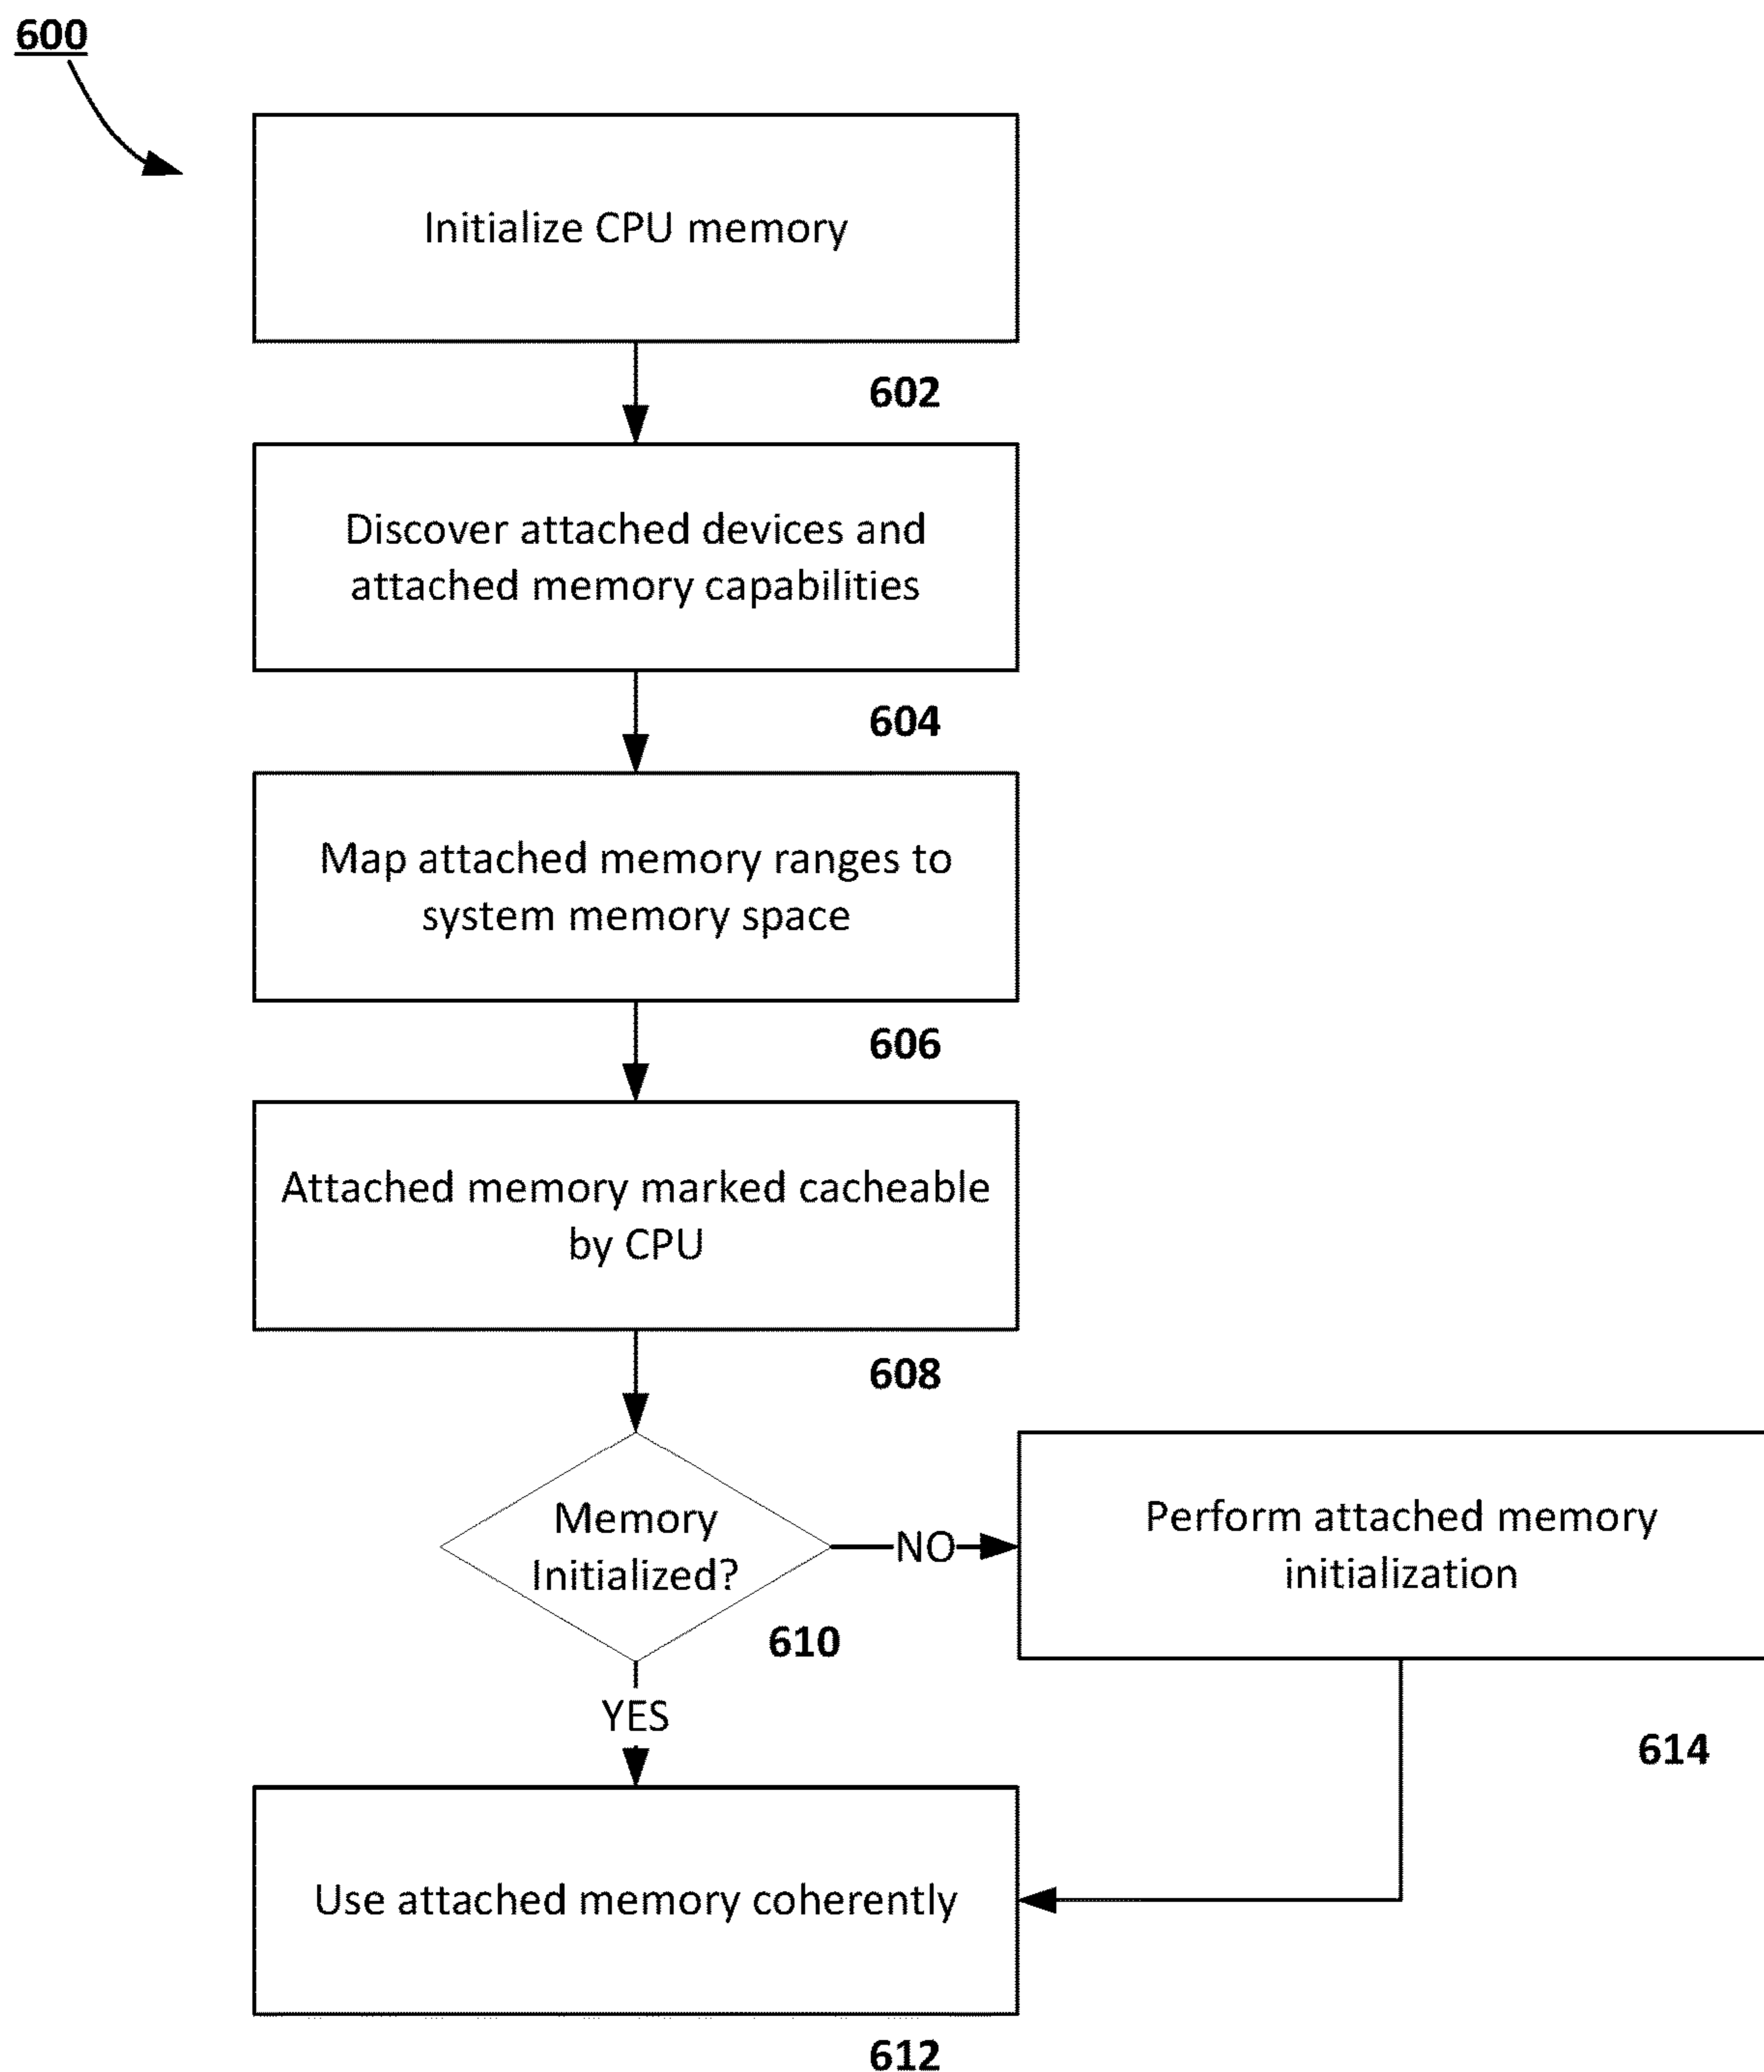 600
Initialize CPU memory
602
Discover attached devices and
attached memory capabilities
604
Map attached memory ranges to
system memory space
606
Attached memory marked cacheable
by CPU
608
Memory
Initialized?
NO
610
Perform attached memory
initialization
614
YES
Use attached memory coherently
612